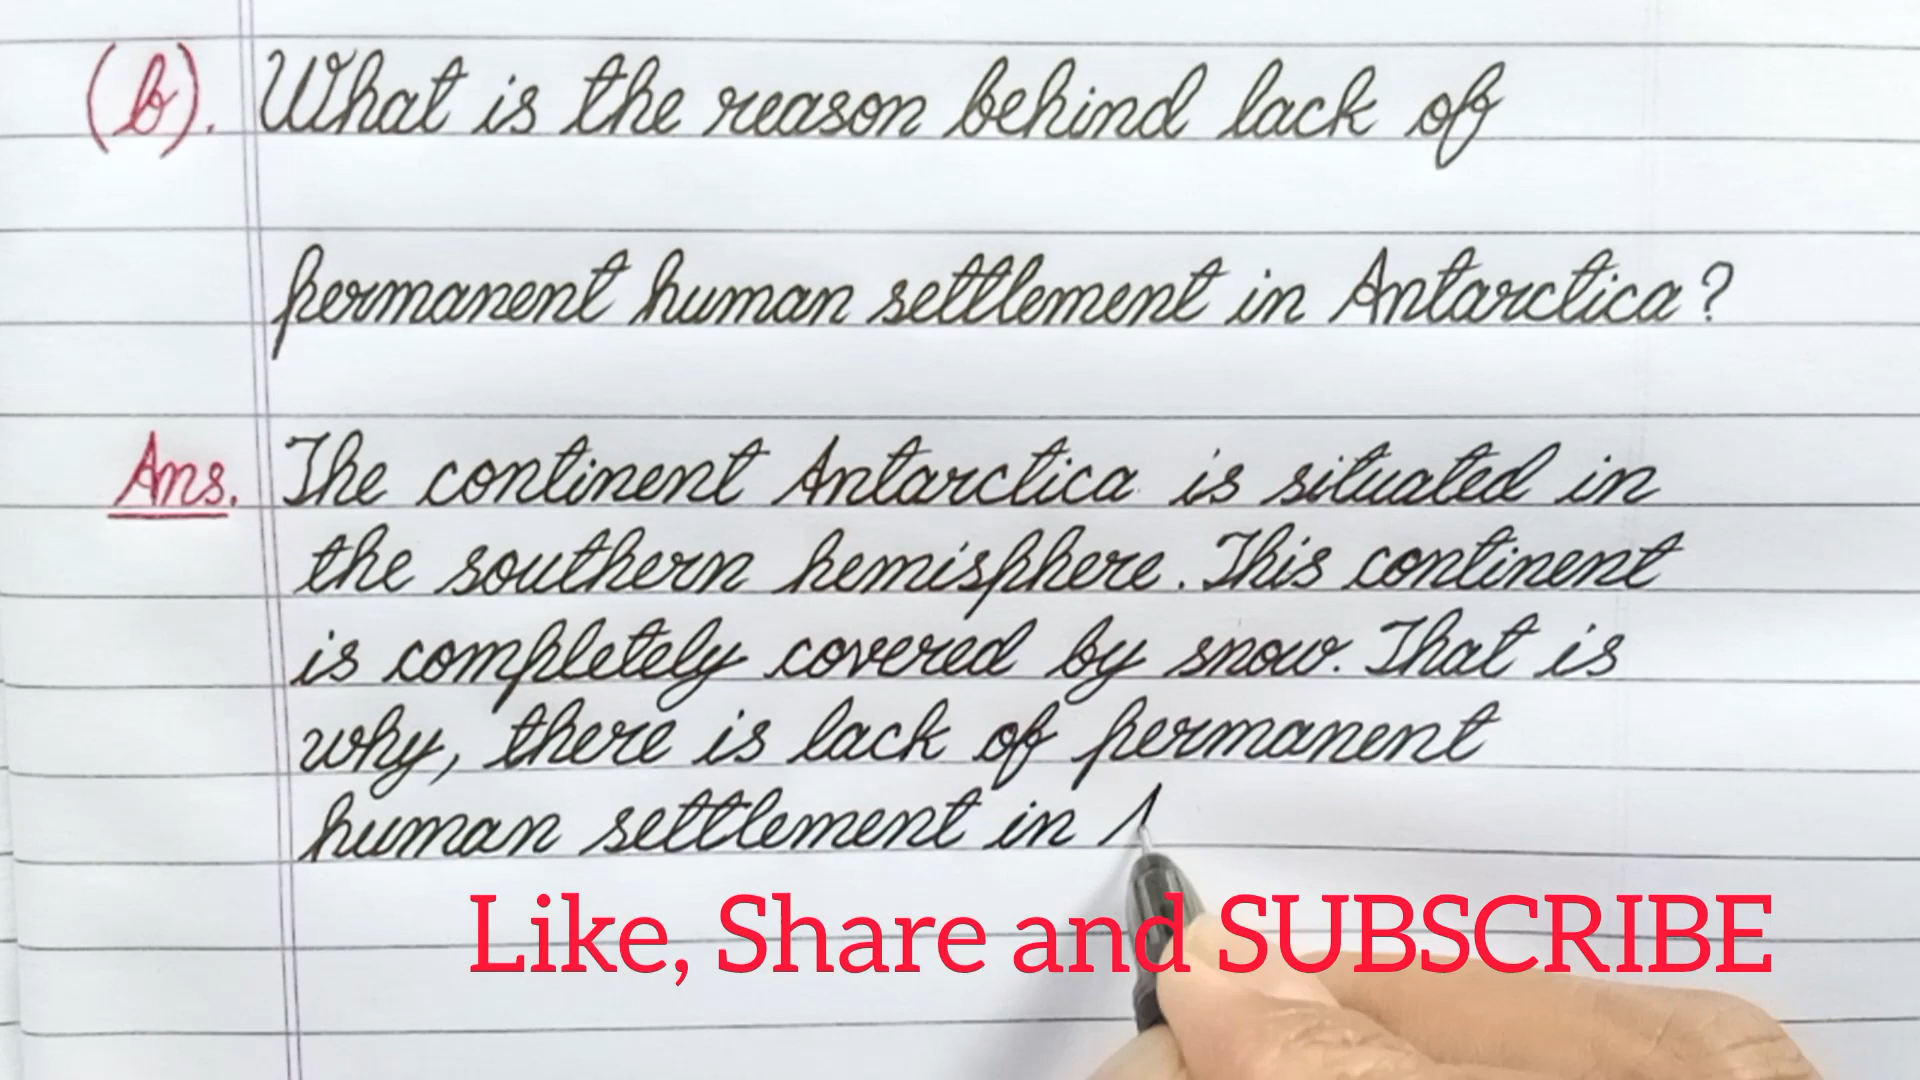 (b). What is the reason behind lack of
permanent human settlement in Antarctica?
Ans. The continent Antarctica is situated in
the southern hemisphere. This continent
is completely covered by snow. That is
why, there is lack of permanent
human settlement in
Like, Share and SUBSCRIBE